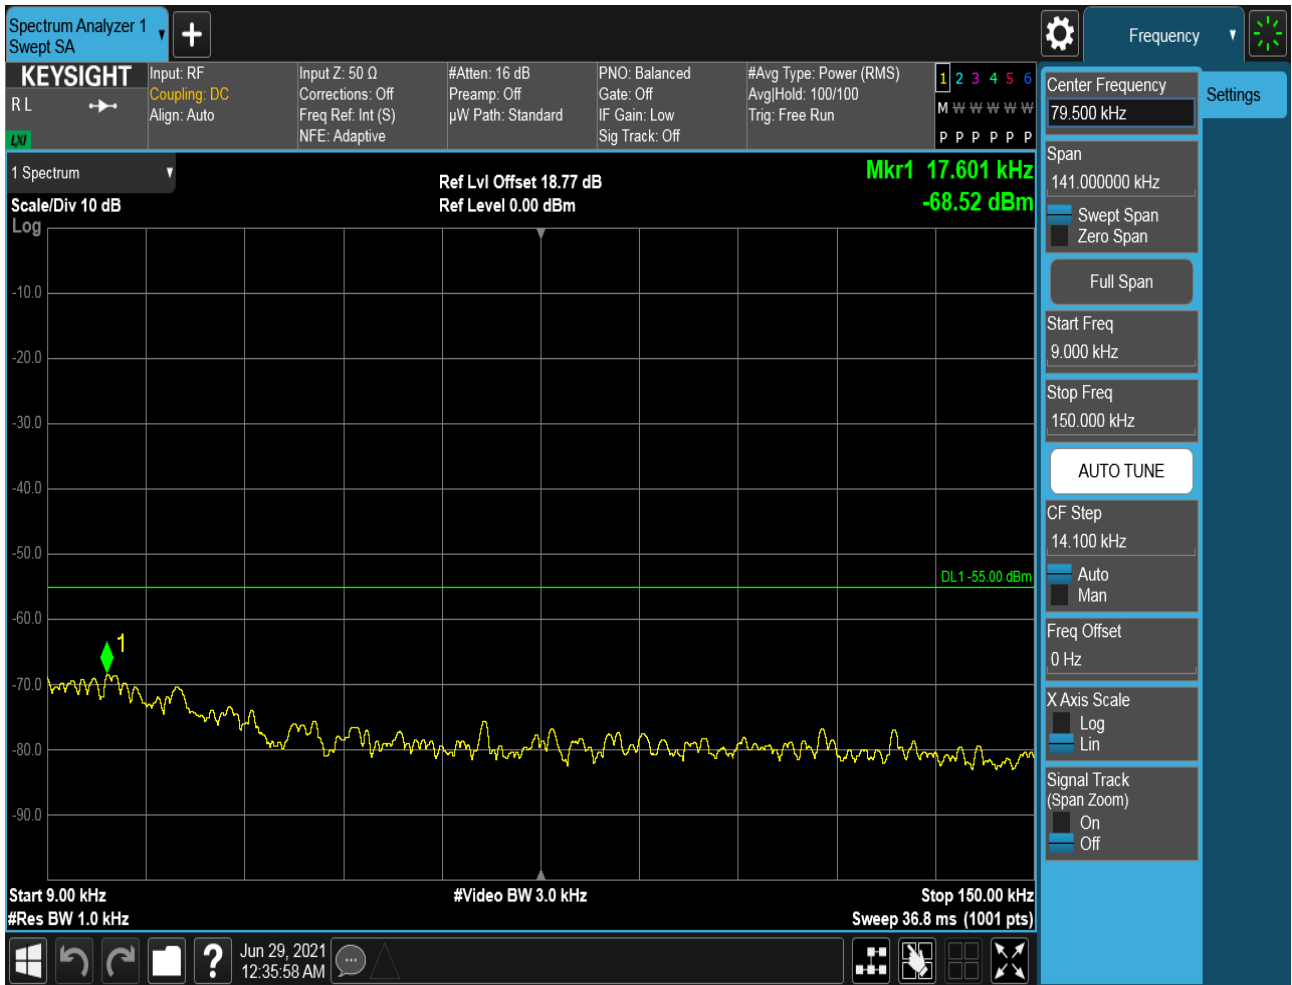 Spectrum Analyzer 1
Swept SA
Frequency
KEYSIGHT
R L
LXI
Input: RF
Coupling: DC
Align: Auto
Input Z: 50 Ω
Corrections: Off
Freq Ref: Int (S)
NFE: Adaptive
#Atten: 16 dB
Preamp: Off
µW Path: Standard
PNO: Balanced
Gate: Off
IF Gain: Low
Sig Track: Off
#Avg Type: Power (RMS)
Avg|Hold: 100/100
Trig: Free Run
1 2 3 4 5 6
M W W W W W
P P P P P P
1 Spectrum
Scale/Div 10 dB
Log
Ref Lvl Offset 18.77 dB
Ref Level 0.00 dBm
Mkr1 17.601 kHz
-68.52 dBm
-10.0
-20.0
-30.0
-40.0
-50.0
DL1 -55.00 dBm
-60.0
1
-70.0
-80.0
-90.0
Start 9.00 kHz
#Video BW 3.0 kHz
Stop 150.00 kHz
#Res BW 1.0 kHz
Sweep 36.8 ms (1001 pts)
Center Frequency
79.500 kHz
Settings
Span
141.000000 kHz
Swept Span
Zero Span
Full Span
Start Freq
9.000 kHz
Stop Freq
150.000 kHz
AUTO TUNE
CF Step
14.100 kHz
Auto
Man
Freq Offset
0 Hz
X Axis Scale
Log
Lin
Signal Track
(Span Zoom)
On
Off
?
Jun 29, 2021
12:35:58 AM